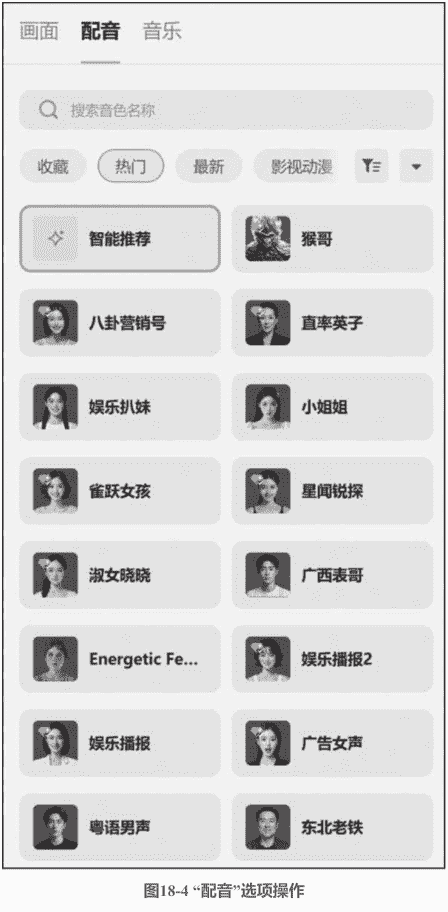 画面 配音 音乐
搜索音色名称
收藏 热门 最新 影视动漫
智能推荐 猴哥
八卦营销号 直率英子
娱乐扒妹 小姐姐
雀跃女孩 星闻锐探
淑女晓晓 广西表哥
Energetic Fe... 娱乐播报2
娱乐播报 广告女声
粤语男声 东北老铁
图18-4 “配音”选项操作